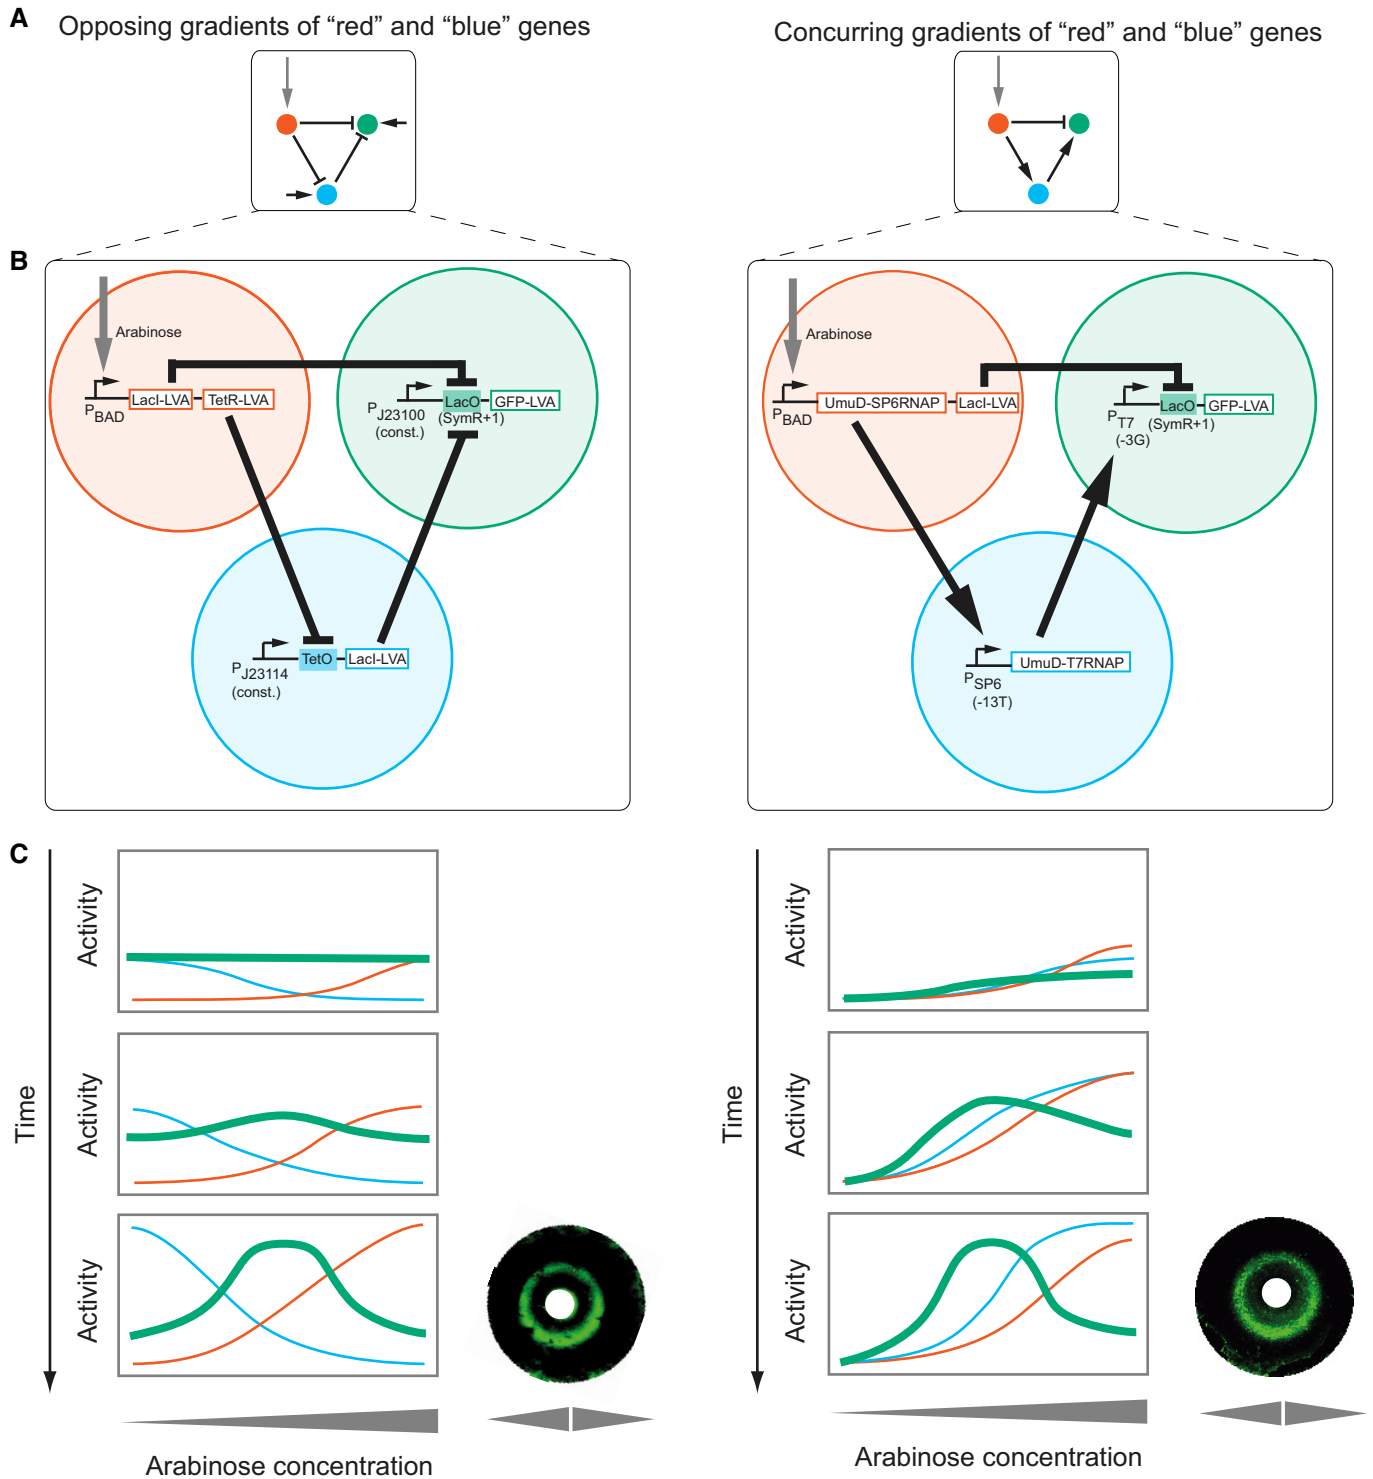 A
Opposing gradients of “red” and “blue” genes
Concurring gradients of “red” and “blue” genes
B
Arabinose
PBAD
LacI-LVA
TetR-LVA
PJ23100
(const.)
LacO
(SymR+1)
GFP-LVA
PJ23114
(const.)
TetO
LacI-LVA
Arabinose
PBAD
UmuD-SP6RNAP
LacI-LVA
PT7
(-3G)
LacO
(SymR+1)
GFP-LVA
PSP6
(-13T)
UmuD-T7RNAP
C
Time
Activity
Activity
Activity
Arabinose concentration
Time
Activity
Activity
Activity
Arabinose concentration